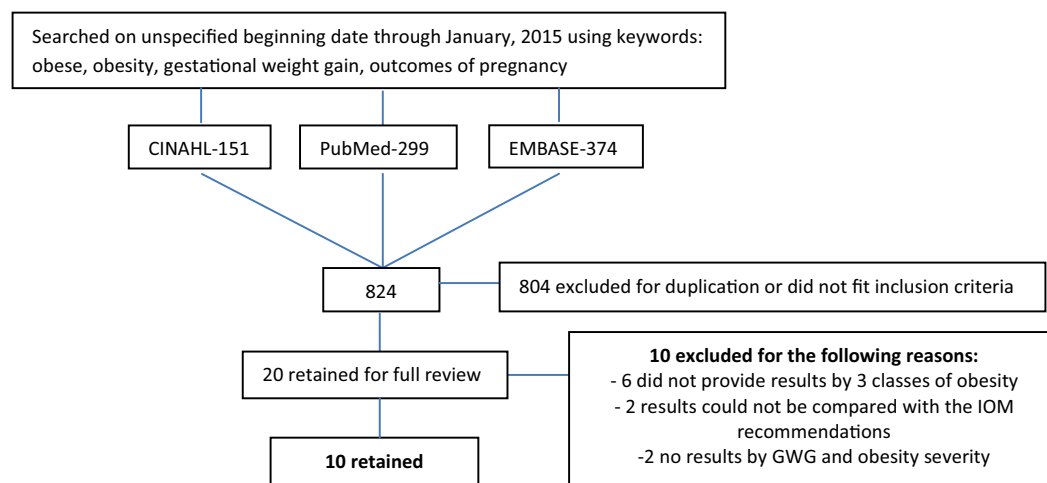 Searched on unspecified beginning date through January, 2015 using keywords:
obese, obesity, gestational weight gain, outcomes of pregnancy
CINAHL-151
PubMed-299
EMBASE-374
824
804 excluded for duplication or did not fit inclusion criteria
20 retained for full review
10 excluded for the following reasons:
- 6 did not provide results by 3 classes of obesity
- 2 results could not be compared with the IOM
recommendations
-2 no results by GWG and obesity severity
10 retained